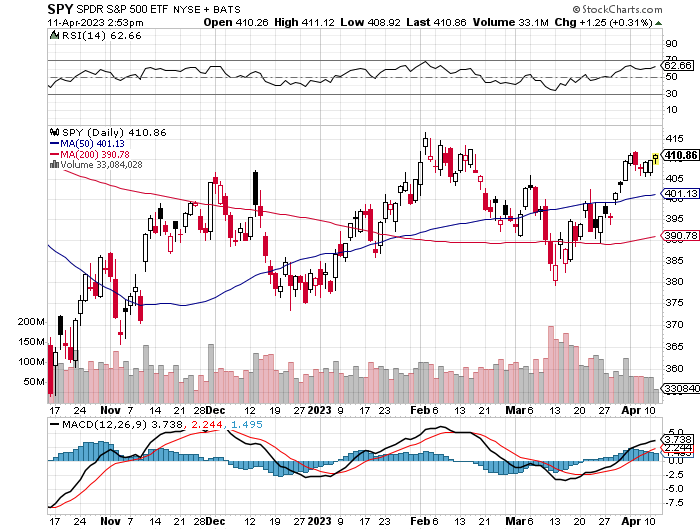 SPY SPDR S&P 500 ETF NYSE + BATS © StockCharts.com
11-Apr-2023 2:53pm Open 410.26 High 411.12 Low 408.92 Last 410.86 Volume 33.1M Chg +1.25 (+0.31%)
RSI(14) 62.66
90
70
62.66
50
30
10
SPY (Daily) 410.86
MA(50) 401.13
MA(200) 390.78
Volume 33,084,028
415
410.86
405
401.13
395
390.78
385
380
375
370
200M 365
150M
100M 360
50M 355
33084028
17 24 Nov 7 14 21 28 Dec 12 19 27 2023 9 17 23 Feb 6 13 21 Mar 6 13 20 27 Apr 10
MACD(12,26,9) 3.738, 2.244, 1.495
5.0
3.738
2.244
1.495
0.0
-2.5
-5.0
-7.5
17 24 Nov 7 14 21 28 Dec 12 19 27 2023 9 17 23 Feb 6 13 21 Mar 6 13 20 27 Apr 10